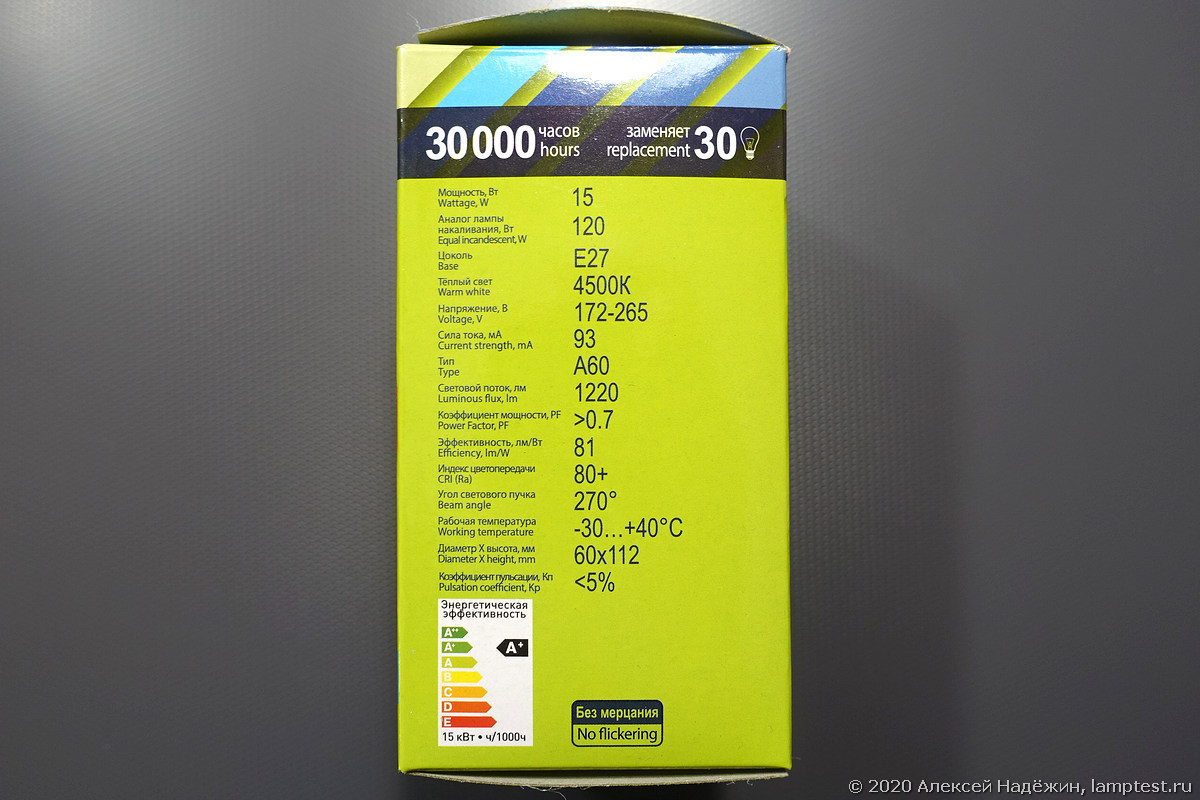 30 000 часов hours заменяет replacement 30
Мощность, Вт
Wattage, W
15
Аналог лампы
накаливания, Вт
Equal incandescent, W
120
Цоколь
Base
E27
Тёплый свет
Warm white
4500К
Напряжение, В
Voltage, V
172-265
Сила тока, мА
Current strength, mA
93
Тип
Type
A60
Световой поток, лм
Luminous flux, lm
1220
Коэффициент мощности, PF
Power Factor, PF
>0.7
Эффективность, лм/Вт
Efficiency, lm/W
81
Индекс цветопередачи
CRI (Ra)
80+
Угол светового пучка
Beam angle
270°
Рабочая температура
Working temperature
-30...+40°C
Диаметр Х высота, мм
Diameter X height, mm
60x112
Коэффициент пульсации, Кп
Pulsation coefficient, Kp
<5%
Энергетическая
эффективность
A++
A+
A+
A
B
C
D
E
15 кВт • ч/1000ч
Без мерцания
No flickering
© 2020 Алексей Надёжин, lamptest.ru